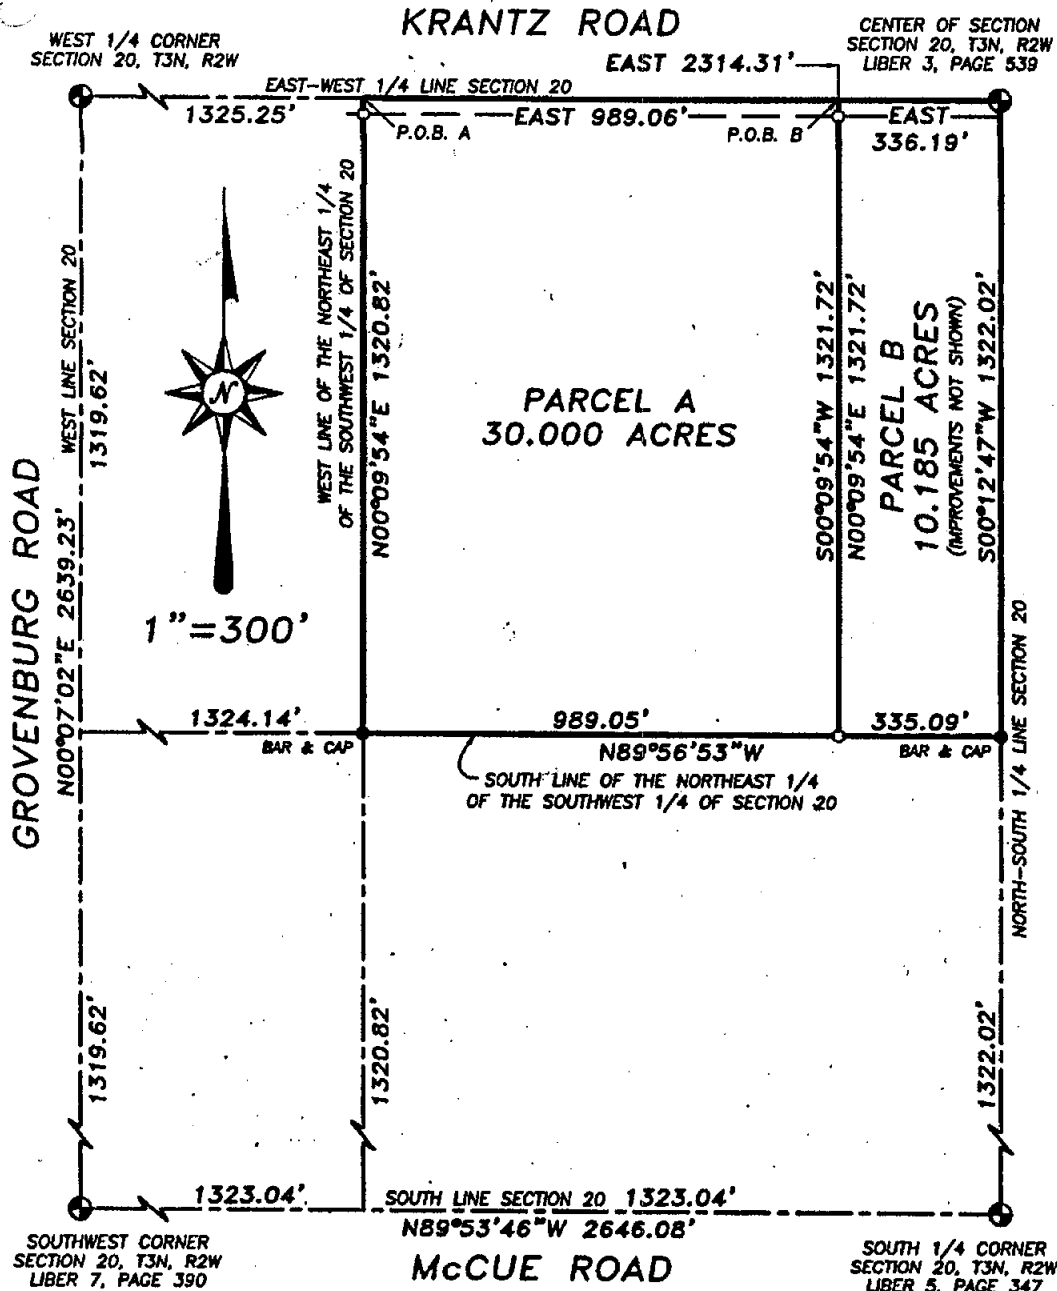 KRANTZ ROAD
WEST 1/4 CORNER
SECTION 20, T3N, R2W
CENTER OF SECTION
SECTION 20, T3N, R2W
LIBER 3, PAGE 539
EAST 2314.31'
EAST-WEST 1/4 LINE SECTION 20
1325.25'
P.O.B. A
EAST 989.06'
P.O.B. B
EAST
336.19'
WEST LINE SECTION 20
1319.62'
WEST LINE OF THE NORTHEAST 1/4
OF THE SOUTHWEST 1/4 OF SECTION 20
N00°09'54"E 1320.82'
N
1"=300'
PARCEL A
30.000 ACRES
S00°09'54"W 1321.72'
N00°09'54"E 1321.72'
PARCEL B
10.185 ACRES
(IMPROVEMENTS NOT SHOWN)
S00°12'47"W 1322.02'
GROVENBURG ROAD
N00°07'02"E 2639.23'
1324.14'
BAR & CAP
989.05'
N89°56'53"W
335.09'
BAR & CAP
SOUTH LINE OF THE NORTHEAST 1/4
OF THE SOUTHWEST 1/4 OF SECTION 20
NORTH-SOUTH 1/4 LINE SECTION 20
1319.62'
1320.82'
1322.02'
1323.04'
SOUTH LINE SECTION 20
1323.04'
N89°53'46"W 2646.08'
SOUTHWEST CORNER
SECTION 20, T3N, R2W
LIBER 7, PAGE 390
McCUE ROAD
SOUTH 1/4 CORNER
SECTION 20, T3N, R2W
LIBER 5, PAGE 347